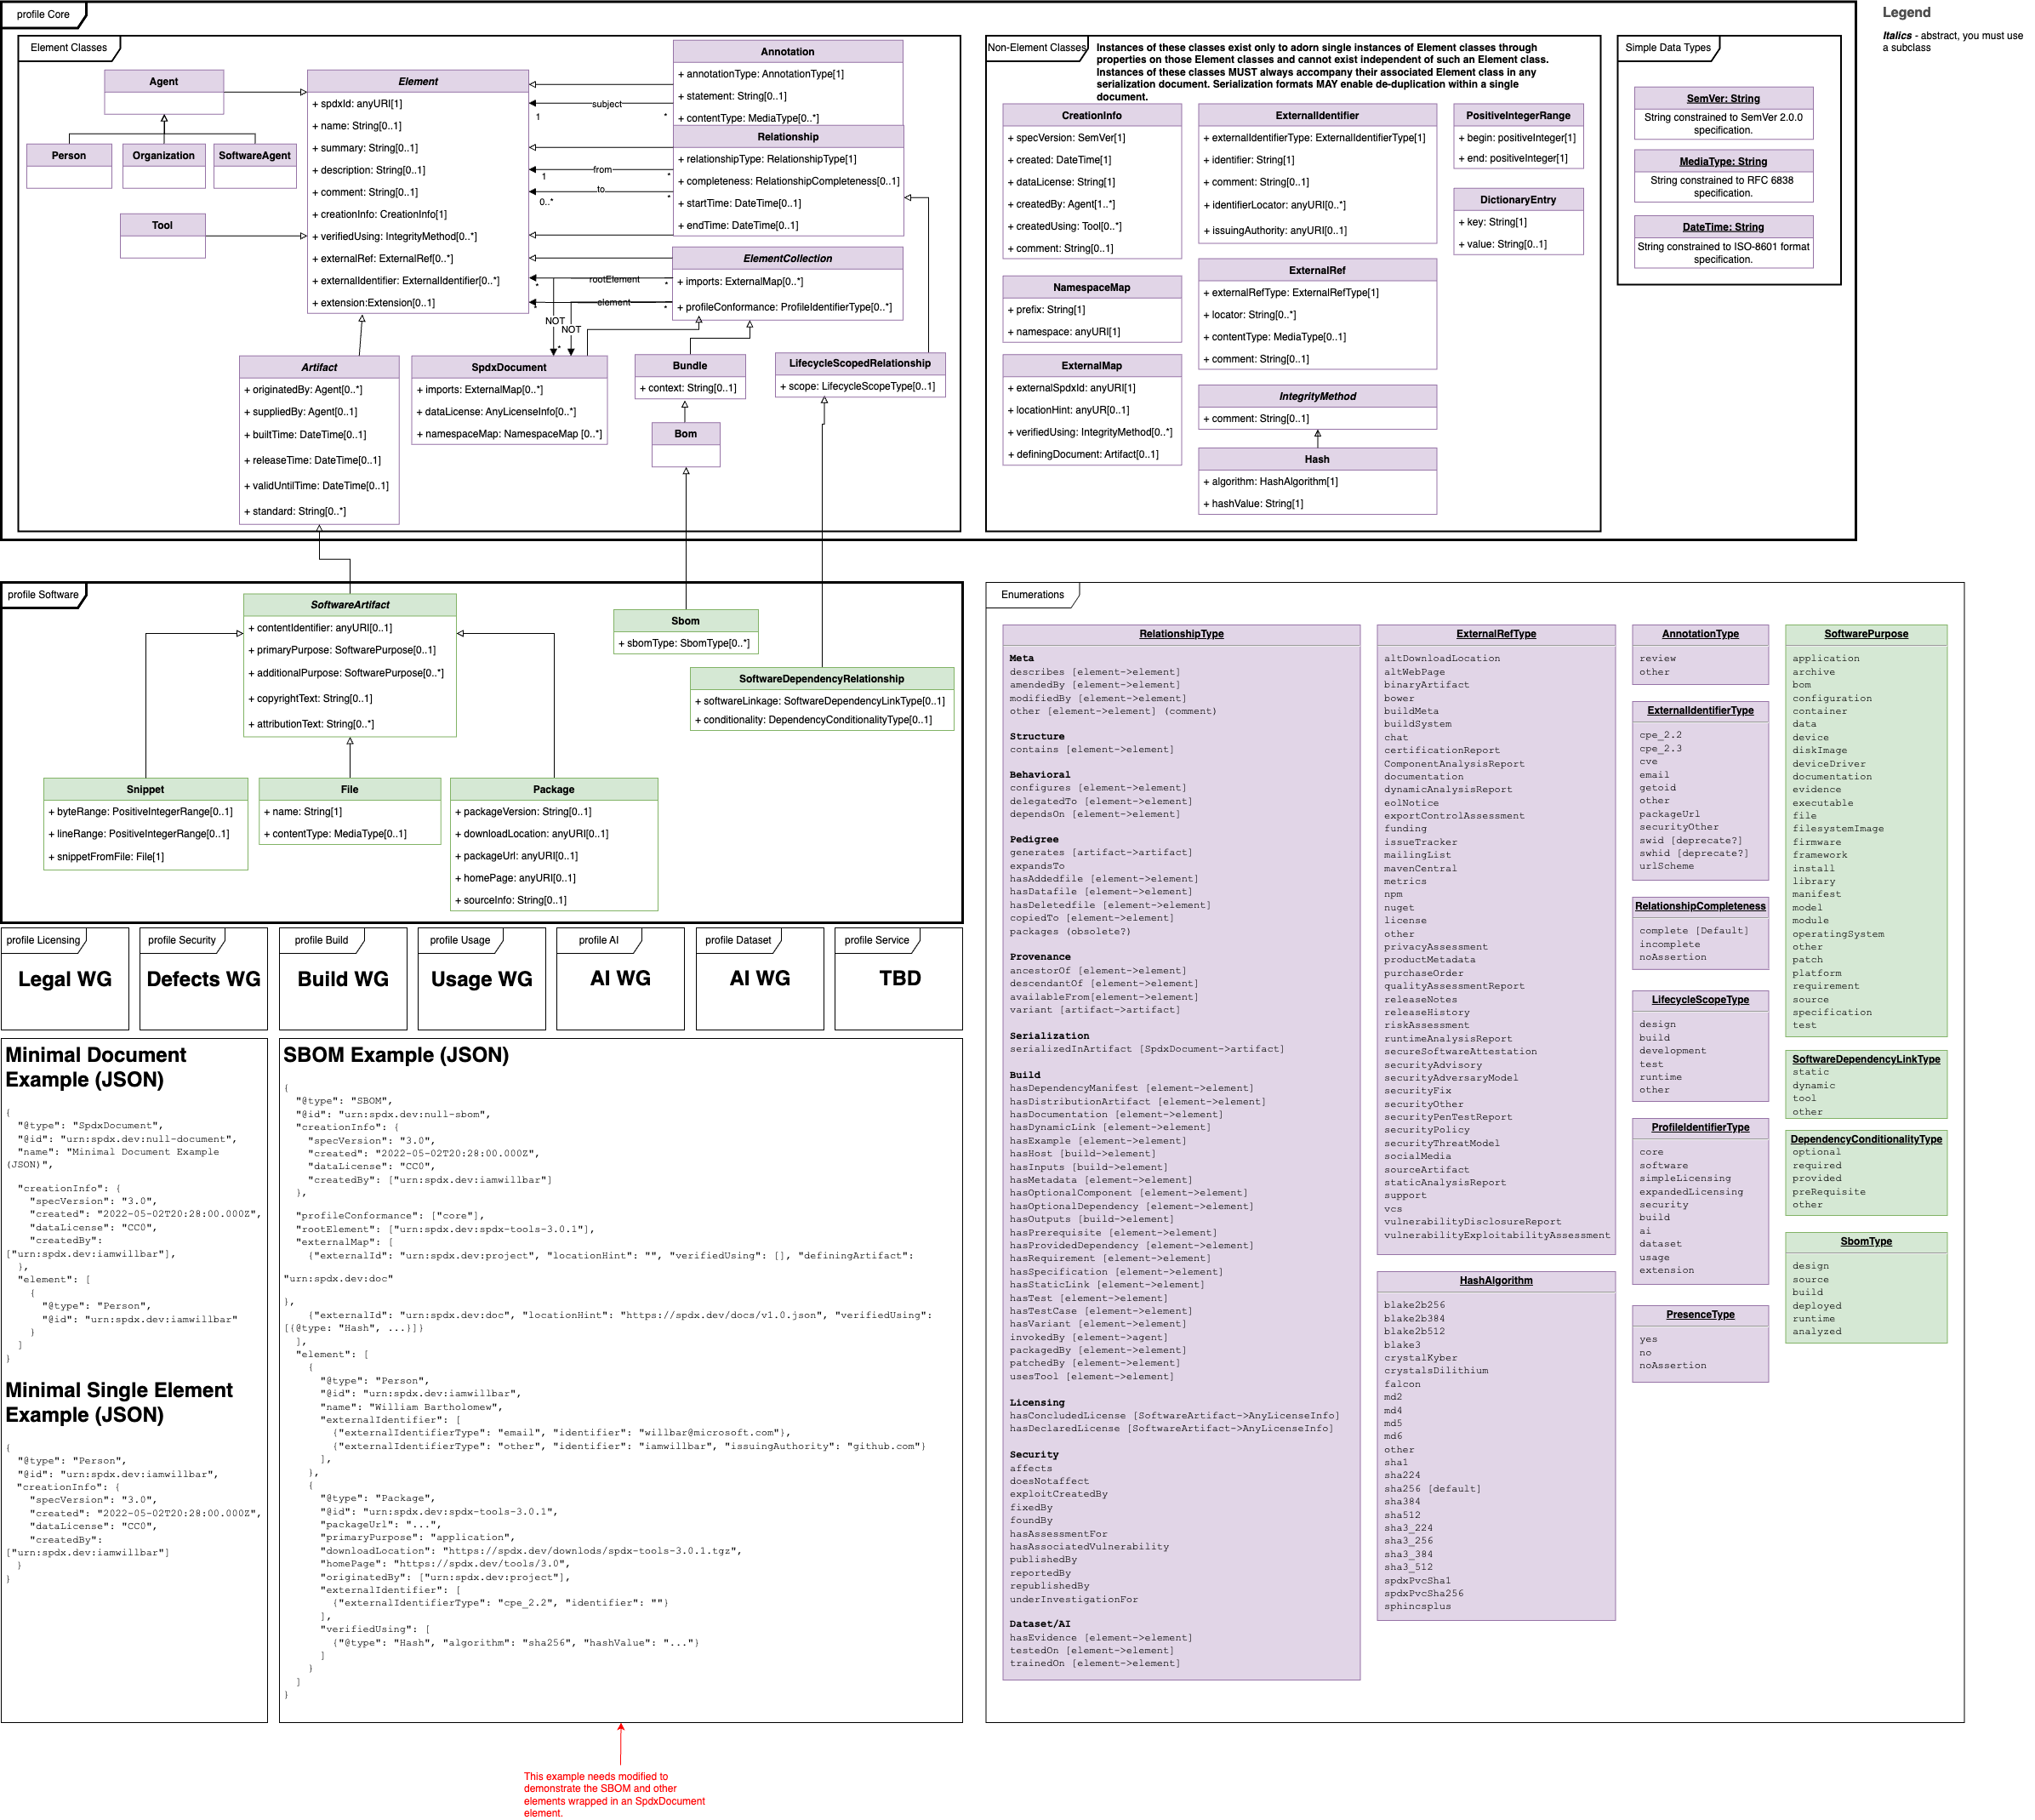 profile Core
Legend
Italics - abstract, you must use
a subclass
Element Classes
Agent
Person
Organization
SoftwareAgent
Tool
Element
+ spdxId: anyURI[1]
+ name: String[0..1]
+ summary: String[0..1]
+ description: String[0..1]
+ comment: String[0..1]
+ creationInfo: CreationInfo[1]
+ verifiedUsing: IntegrityMethod[0..*]
+ externalRef: ExternalRef[0..*]
+ externalIdentifier: ExternalIdentifier[0..*]
+ extension:Extension[0..1]
Annotation
+ annotationType: AnnotationType[1]
+ statement: String[0..1]
+ contentType: MediaType[0..*]
subject
1
*
Relationship
+ relationshipType: RelationshipType[1]
+ completeness: RelationshipCompleteness[0..1]
+ startTime: DateTime[0..1]
+ endTime: DateTime[0..1]
from
1
*
to
0..*
*
ElementCollection
+ imports: ExternalMap[0..*]
+ profileConformance: ProfileIdentifierType[0..*]
rootElement
*
*
element
*
*
NOT
NOT
*
Artifact
+ originatedBy: Agent[0..*]
+ suppliedBy: Agent[0..1]
+ builtTime: DateTime[0..1]
+ releaseTime: DateTime[0..1]
+ validUntilTime: DateTime[0..1]
+ standard: String[0..*]
SpdxDocument
+ imports: ExternalMap[0..*]
+ dataLicense: AnyLicenseInfo[0..*]
+ namespaceMap: NamespaceMap [0..*]
Bundle
+ context: String[0..1]
Bom
LifecycleScopedRelationship
+ scope: LifecycleScopeType[0..1]
Non-Element Classes
Instances of these classes exist only to adorn single instances of Element classes through
properties on those Element classes and cannot exist independent of such an Element class.
Instances of these classes MUST always accompany their associated Element class in any
serialization document. Serialization formats MAY enable de-duplication within a single
document.
CreationInfo
+ specVersion: SemVer[1]
+ created: DateTime[1]
+ dataLicense: String[1]
+ createdBy: Agent[1..*]
+ createdUsing: Tool[0..*]
+ comment: String[0..1]
NamespaceMap
+ prefix: String[1]
+ namespace: anyURI[1]
ExternalMap
+ externalSpdxId: anyURI[1]
+ locationHint: anyUR[0..1]
+ verifiedUsing: IntegrityMethod[0..*]
+ definingDocument: Artifact[0..1]
ExternalIdentifier
+ externalIdentifierType: ExternalIdentifierType[1]
+ identifier: String[1]
+ comment: String[0..1]
+ identifierLocator: anyURI[0..*]
+ issuingAuthority: anyURI[0..1]
ExternalRef
+ externalRefType: ExternalRefType[1]
+ locator: String[0..*]
+ contentType: MediaType[0..1]
+ comment: String[0..1]
IntegrityMethod
+ comment: String[0..1]
Hash
+ algorithm: HashAlgorithm[1]
+ hashValue: String[1]
PositiveIntegerRange
+ begin: positiveInteger[1]
+ end: positiveInteger[1]
DictionaryEntry
+ key: String[1]
+ value: String[0..1]
Simple Data Types
SemVer: String
String constrained to SemVer 2.0.0
specification.
MediaType: String
String constrained to RFC 6838
specification.
DateTime: String
String constrained to ISO-8601 format
specification.
profile Software
SoftwareArtifact
+ contentIdentifier: anyURI[0..1]
+ primaryPurpose: SoftwarePurpose[0..1]
+ additionalPurpose: SoftwarePurpose[0..*]
+ copyrightText: String[0..1]
+ attributionText: String[0..*]
Sbom
+ sbomType: SbomType[0..*]
SoftwareDependencyRelationship
+ softwareLinkage: SoftwareDependencyLinkType[0..1]
+ conditionality: DependencyConditionalityType[0..1]
Snippet
+ byteRange: PositiveIntegerRange[0..1]
+ lineRange: PositiveIntegerRange[0..1]
+ snippetFromFile: File[1]
File
+ name: String[1]
+ contentType: MediaType[0..1]
Package
+ packageVersion: String[0..1]
+ downloadLocation: anyURI[0..1]
+ packageUrl: anyURI[0..1]
+ homePage: anyURI[0..1]
+ sourceInfo: String[0..1]
profile Licensing
Legal WG
profile Security
Defects WG
profile Build
Build WG
profile Usage
Usage WG
profile AI
AI WG
profile Dataset
AI WG
profile Service
TBD
Minimal Document
Example (JSON)
{
"@type": "SpdxDocument",
"@id": "urn:spdx.dev:null-document",
"name": "Minimal Document Example
(JSON)",
"creationInfo": {
"specVersion": "3.0",
"created": "2022-05-02T20:28:00.000Z",
"dataLicense": "CC0",
"createdBy":
["urn:spdx.dev:iamwillbar"],
},
"element": [
{
"@type": "Person",
"@id": "urn:spdx.dev:iamwillbar"
}
]
}
Minimal Single Element
Example (JSON)
{
"@type": "Person",
"@id": "urn:spdx.dev:iamwillbar",
"creationInfo": {
"specVersion": "3.0",
"created": "2022-05-02T20:28:00.000Z",
"dataLicense": "CC0",
"createdBy":
["urn:spdx.dev:iamwillbar"]
}
}
SBOM Example (JSON)
{
"@type": "SBOM",
"@id": "urn:spdx.dev:null-sbom",
"creationInfo": {
"specVersion": "3.0",
"created": "2022-05-02T20:28:00.000Z",
"dataLicense": "CC0",
"createdBy": ["urn:spdx.dev:iamwillbar"]
},
"profileConformance": ["core"],
"rootElement": ["urn:spdx.dev:spdx-tools-3.0.1"],
"externalMap": [
{"externalId": "urn:spdx.dev:project", "locationHint": "", "verifiedUsing": [], "definingArtifact":
"urn:spdx.dev:doc"
},
{"externalId": "urn:spdx.dev:doc", "locationHint": "https://spdx.dev/docs/v1.0.json", "verifiedUsing":
[{@type: "Hash", ...}]}
],
"element": [
{
"@type": "Person",
"@id": "urn:spdx.dev:iamwillbar",
"name": "William Bartholomew",
"externalIdentifier": [
{"externalIdentifierType": "email", "identifier": "willbar@microsoft.com"},
{"externalIdentifierType": "other", "identifier": "iamwillbar", "issuingAuthority": "github.com"}
],
},
{
"@type": "Package",
"@id": "urn:spdx.dev:spdx-tools-3.0.1",
"packageUrl": "...",
"primaryPurpose": "application",
"downloadLocation": "https://spdx.dev/downlods/spdx-tools-3.0.1.tgz",
"homePage": "https://spdx.dev/tools/3.0",
"originatedBy": ["urn:spdx.dev:project"],
"externalIdentifier": [
{"externalIdentifierType": "cpe_2.2", "identifier": ""}
],
"verifiedUsing": [
{"@type": "Hash", "algorithm": "sha256", "hashValue": "..."}
]
}
]
}
This example needs modified to
demonstrate the SBOM and other
elements wrapped in an SpdxDocument
element.
Enumerations
RelationshipType
Meta
describes [element->element]
amendedBy [element->element]
modifiedBy [element->element]
other [element->element] (comment)
Structure
contains [element->element]
Behavioral
configures [element->element]
delegatedTo [element->element]
dependsOn [element->element]
Pedigree
generates [artifact->artifact]
expandsTo
hasAddedfile [element->element]
hasDatafile [element->element]
hasDeletedfile [element->element]
copiedTo [element->element]
packages (obsolete?)
Provenance
ancestorOf [element->element]
descendantOf [element->element]
availableFrom[element->element]
variant [artifact->artifact]
Serialization
serializedInArtifact [SpdxDocument->artifact]
Build
hasDependencyManifest [element->element]
hasDistributionArtifact [element->element]
hasDocumentation [element->element]
hasDynamicLink [element->element]
hasExample [element->element]
hasHost [build->element]
hasInputs [build->element]
hasMetadata [element->element]
hasOptionalComponent [element->element]
hasOptionalDependency [element->element]
hasOutputs [build->element]
hasPrerequisite [element->element]
hasProvidedDependency [element->element]
hasRequirement [element->element]
hasSpecification [element->element]
hasStaticLink [element->element]
hasTest [element->element]
hasTestCase [element->element]
hasVariant [element->element]
invokedBy [element->agent]
packagedBy [element->element]
patchedBy [element->element]
usesTool [element->element]
Licensing
hasConcludedLicense [SoftwareArtifact->AnyLicenseInfo]
hasDeclaredLicense [SoftwareArtifact->AnyLicenseInfo]
Security
affects
doesNotaffect
exploitCreatedBy
fixedBy
foundBy
hasAssessmentFor
hasAssociatedVulnerability
publishedBy
reportedBy
republishedBy
underInvestigationFor
Dataset/AI
hasEvidence [element->element]
testedOn [element->element]
trainedOn [element->element]
ExternalRefType
altDownloadLocation
altWebPage
binaryArtifact
bower
buildMeta
buildSystem
chat
certificationReport
ComponentAnalysisReport
documentation
dynamicAnalysisReport
eolNotice
exportControlAssessment
funding
issueTracker
mailingList
mavenCentral
metrics
npm
nuget
license
other
privacyAssessment
productMetadata
purchaseOrder
qualityAssessmentReport
releaseNotes
releaseHistory
riskAssessment
runtimeAnalysisReport
secureSoftwareAttestation
securityAdvisory
securityAdversaryModel
securityFix
securityOther
securityPenTestReport
securityPolicy
securityThreatModel
socialMedia
sourceArtifact
staticAnalysisReport
support
vcs
vulnerabilityDisclosureReport
vulnerabilityExploitabilityAssessment
HashAlgorithm
blake2b256
blake2b384
blake2b512
blake3
crystalKyber
crystalsDilithium
falcon
md2
md4
md5
md6
other
sha1
sha224
sha256 [default]
sha384
sha512
sha3_224
sha3_256
sha3_384
sha3_512
spdxPvcSha1
spdxPvcSha256
sphincsplus
AnnotationType
review
other
ExternalIdentifierType
cpe_2.2
cpe_2.3
cve
email
getoid
other
packageUrl
securityOther
swid [deprecate?]
swhid [deprecate?]
urlScheme
RelationshipCompleteness
complete [Default]
incomplete
noAssertion
LifecycleScopeType
design
build
development
test
runtime
other
ProfileIdentifierType
core
software
simpleLicensing
expandedLicensing
security
build
ai
dataset
usage
extension
PresenceType
yes
no
noAssertion
SoftwarePurpose
application
archive
bom
configuration
container
data
device
diskImage
deviceDriver
documentation
evidence
executable
file
filesystemImage
firmware
framework
install
library
manifest
model
module
operatingSystem
other
patch
platform
requirement
source
specification
test
SoftwareDependencyLinkType
static
dynamic
tool
other
DependencyConditionalityType
optional
required
provided
preRequisite
other
SbomType
design
source
build
deployed
runtime
analyzed